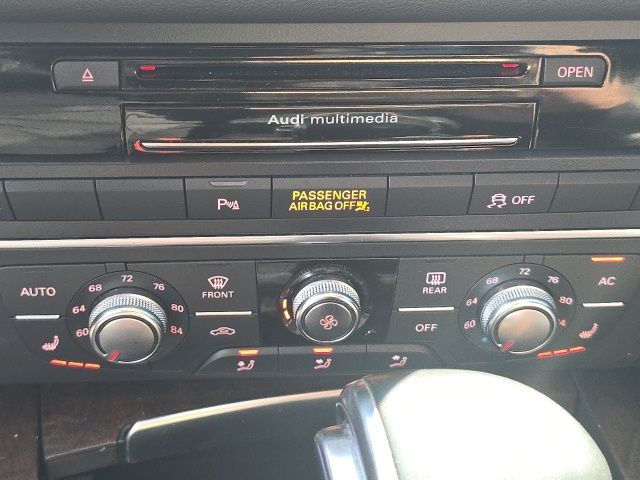 OPEN
Audi multimedia
P
PASSENGER
AIRBAG OFF
OFF
AUTO
60 64 68 72 76 80 84
FRONT
REAR
OFF
60 64 68 72 76 80 84
AC